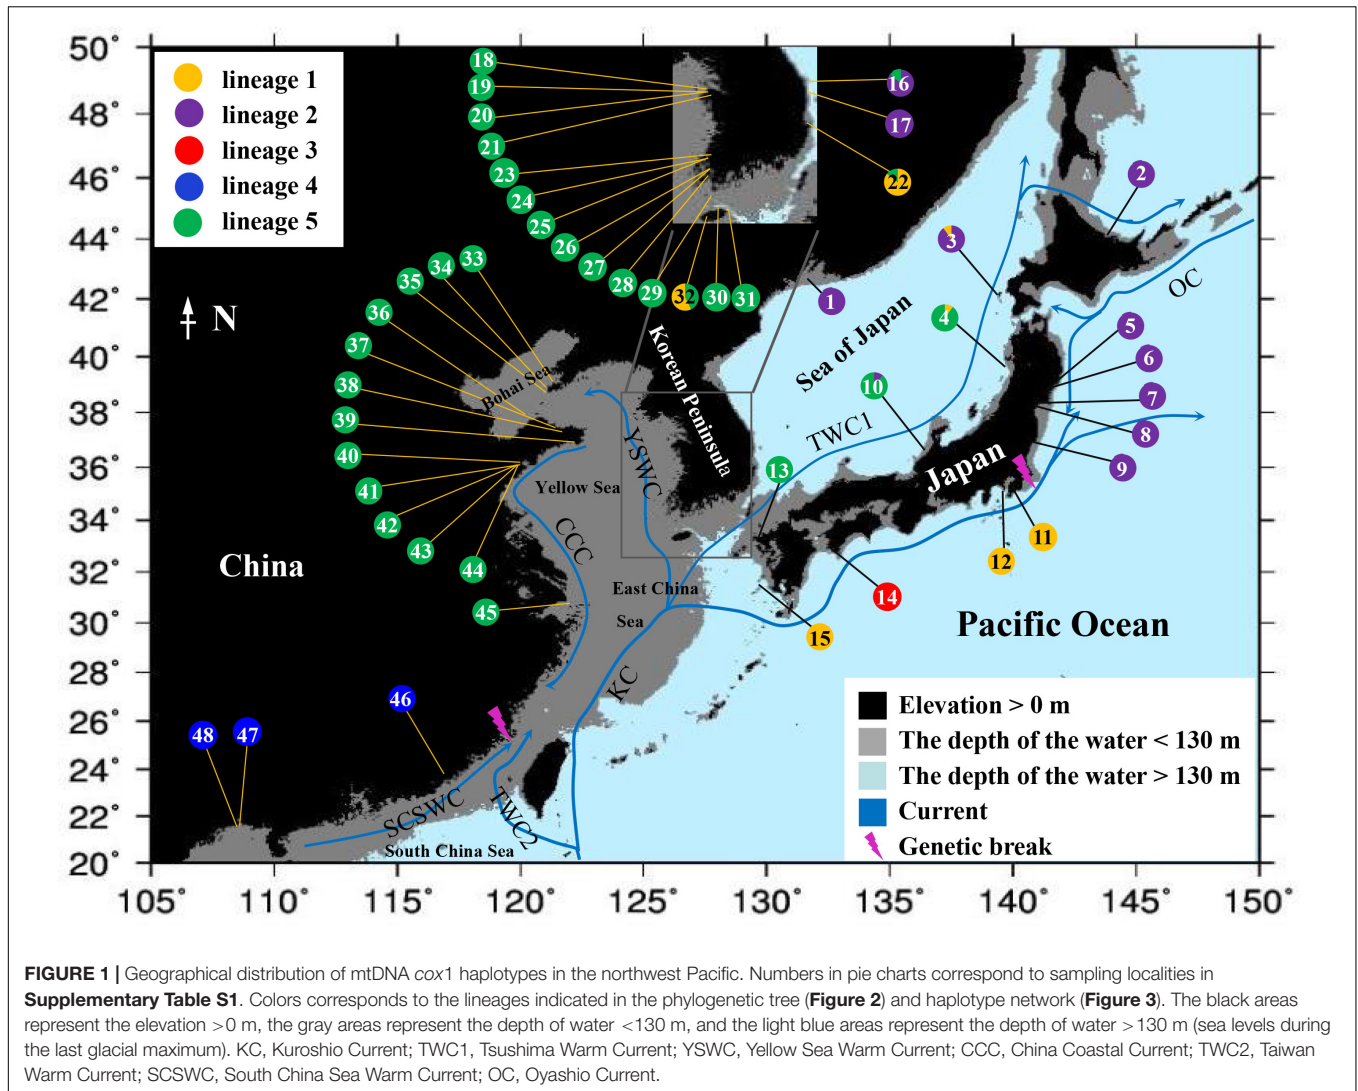 50°
48°
46°
44°
42°
40°
38°
36°
34°
32°
30°
28°
26°
24°
22°
20°
105°
110°
115°
120°
125°
130°
135°
140°
145°
150°
lineage 1
lineage 2
lineage 3
lineage 4
lineage 5
N
18
19
20
21
23
24
25
26
27
28
29
32
30
31
16
17
22
1
2
3
4
5
6
7
8
9
10
11
12
13
14
15
33
34
35
36
37
38
39
40
41
42
43
44
45
46
47
48
Bohai Sea
Korean Peninsula
Sea of Japan
OC
TWC1
YSWC
Yellow Sea
CCC
Japan
China
East China
Sea
KC
Pacific Ocean
SCSWC
TWC2
South China Sea
Elevation > 0 m
The depth of the water < 130 m
The depth of the water > 130 m
Current
Genetic break
FIGURE 1 | Geographical distribution of mtDNA cox1 haplotypes in the northwest Pacific. Numbers in pie charts correspond to sampling localities in
Supplementary Table S1. Colors corresponds to the lineages indicated in the phylogenetic tree (Figure 2) and haplotype network (Figure 3). The black areas
represent the elevation >0 m, the gray areas represent the depth of water <130 m, and the light blue areas represent the depth of water >130 m (sea levels during
the last glacial maximum). KC, Kuroshio Current; TWC1, Tsushima Warm Current; YSWC, Yellow Sea Warm Current; CCC, China Coastal Current; TWC2, Taiwan
Warm Current; SCSWC, South China Sea Warm Current; OC, Oyashio Current.